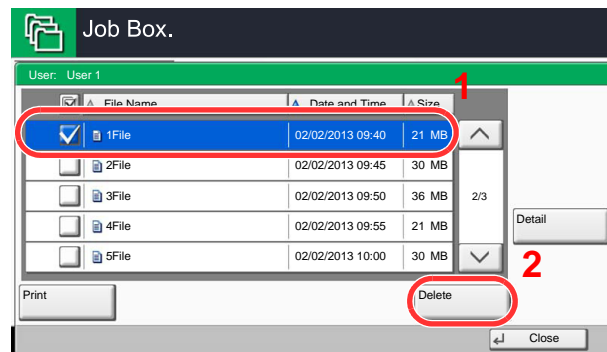 Job Box.
User: User 1
1
File Name Date and Time Size
1File 02/02/2013 09:40 21 MB
2File 02/02/2013 09:45 30 MB
3File 02/02/2013 09:50 36 MB 2/3
4File 02/02/2013 09:55 21 MB
Detail
5File 02/02/2013 10:00 30 MB
2
Print Delete
Close